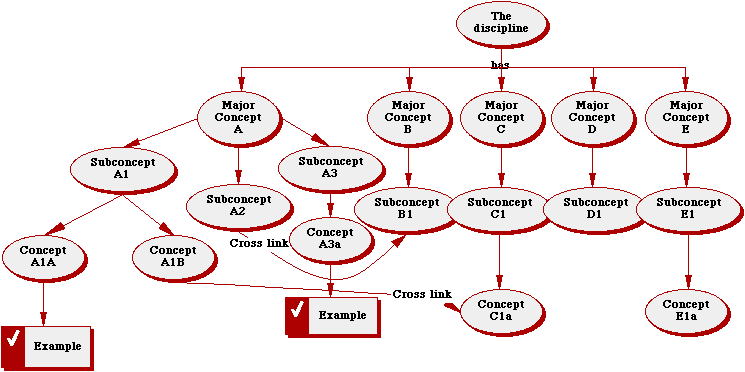 The
discipline
has
Major
Concept
A
Major
Concept
B
Major
Concept
C
Major
Concept
D
Major
Concept
E
Subconcept
A1
Subconcept
A3
Subconcept
A2
Subconcept
B1
Subconcept
C1
Subconcept
D1
Subconcept
E1
Concept
A1A
Concept
A1B
Cross link
Concept
A3a
Cross link
Concept
C1a
Concept
E1a
Example
Example